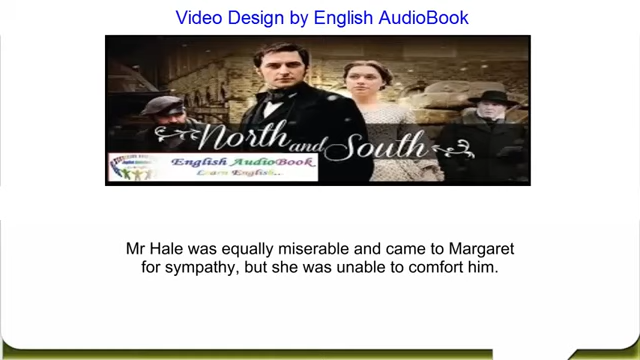 Video Design by English AudioBook
North and South
English AudioBook
Learn English...
Mr Hale was equally miserable and came to Margaret
for sympathy, but she was unable to comfort him.